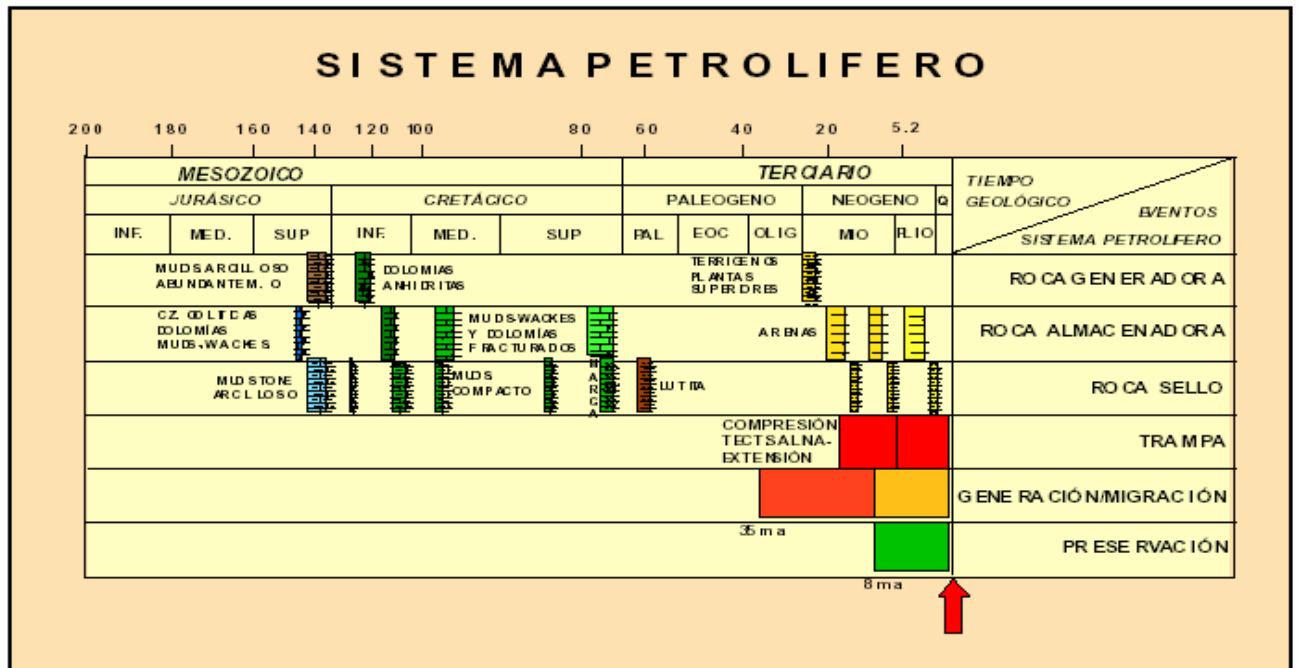 SISTEMA PETROLIFERO
200 180 160 140 120 100 80 60 40 20 5.2
MESOZOICO TERCIARIO
TIEMPO
GEOLÓGICO
EVENTOS
SISTEMA PETROLIFERO
JURÁSICO CRETÁCICO PALEOGENO NEOGENO Q
INF. MED. SUP INF. MED. SUP PAL EOC OLIG MIO PLIO
MUDS ARCILLOSO
ABUNDANTE M. O
DOLOMIAS
ANHIDRITAS
TERRIGENOS
PLANTAS
SUPERIORES
ROCA GENERADORA
CZ. OOLITICAS
DOLOMÍAS
MUDS-WACKES
MUDS-WACKES
Y DOLOMÍAS
FRACTURADOS
ARENAS
ROCA ALMACENADORA
MUDSTONE
ARCILLOSO
MUDS
COMPACTO
MARGA
LUTITA
ROCA SELLO
COMPRESIÓN
TECTSALNA-
EXTENSIÓN
TRAMPA
GENERACIÓN/MIGRACIÓN
35 ma
PRESERVACIÓN
8 ma